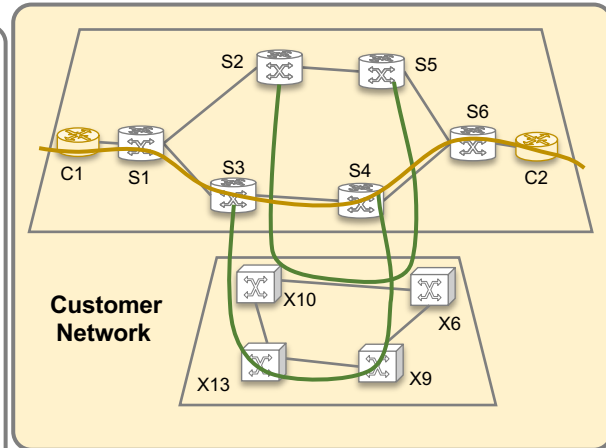 S2
S5
S6
C1
S1
S3
S4
C2
X10
X6
Customer
Network
X13
X9